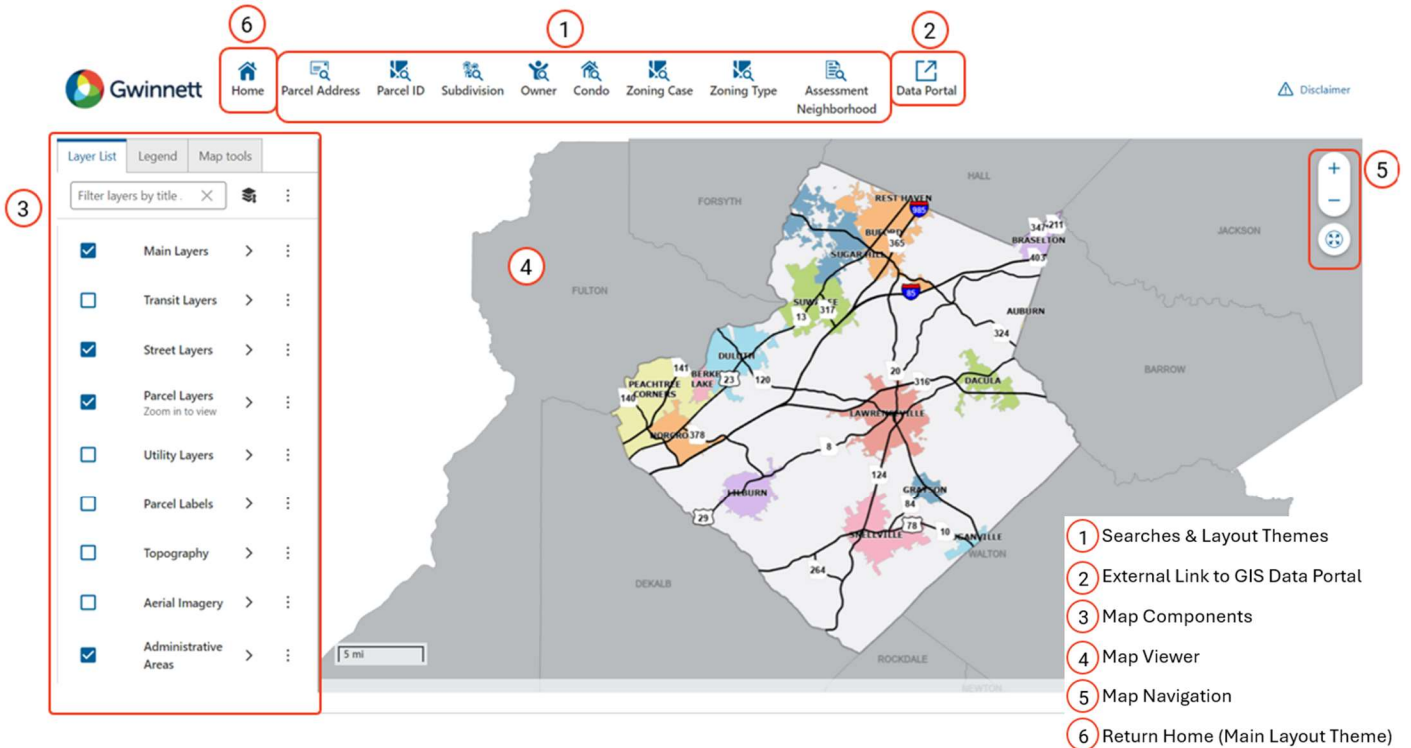 6
1
2
Gwinnett
Home
Parcel Address
Parcel ID
Subdivision
Owner
Condo
Zoning Case
Zoning Type
Assessment
Neighborhood
Data Portal
Disclaimer
3
Layer List
Legend
Map tools
Filter layers by title .
Main Layers
Transit Layers
Street Layers
Parcel Layers
Zoom in to view
Utility Layers
Parcel Labels
Topography
Aerial Imagery
Administrative
Areas
4
5
+
−
HALL
FORSYTH
JACKSON
FULTON
BARROW
DEKALB
WALTON
ROCKDALE
NEWTON
REST HAVEN
985
365
SUGAR HILL
347
211
BRASELTON
403
85
13
317
AUBURN
324
DULUTH
141
23
120
PEACHTREE
CORNERS
LAKE
140
20
316
DACULA
LAWRENCEVILLE
378
8
124
LILBURN
GRAYSON
84
29
78
10
SNELLVILLE
264
5 mi
1 Searches & Layout Themes
2 External Link to GIS Data Portal
3 Map Components
4 Map Viewer
5 Map Navigation
6 Return Home (Main Layout Theme)